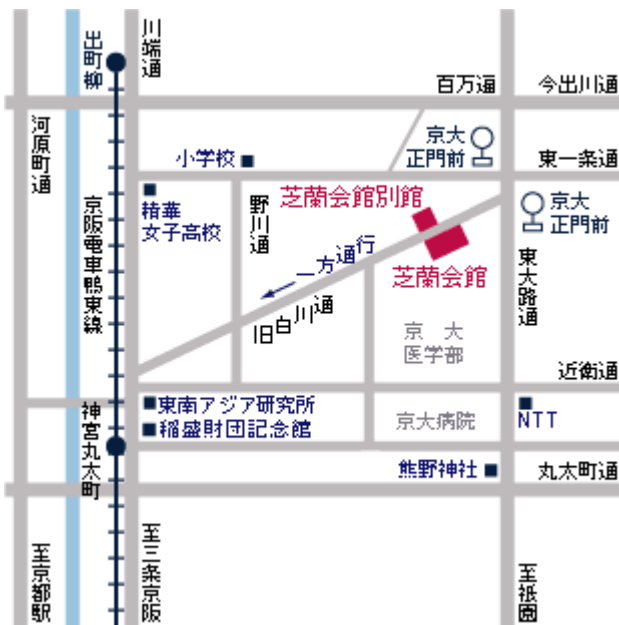 出町柳
川端通
百万遍
今出川通
河原町通
小学校
京大
正門前
東一条通
精華
女子高校
野川通
芝蘭会館別館
京大
正門前
京阪電車鴨東線
一方通行
芝蘭会館
東大路通
旧白川通
京 大
医学部
近衛通
東南アジア研究所
稲盛財団記念館
京大病院
NTT
神宮丸太町
熊野神社
丸太町通
至京都駅
至三条京阪
至祇園